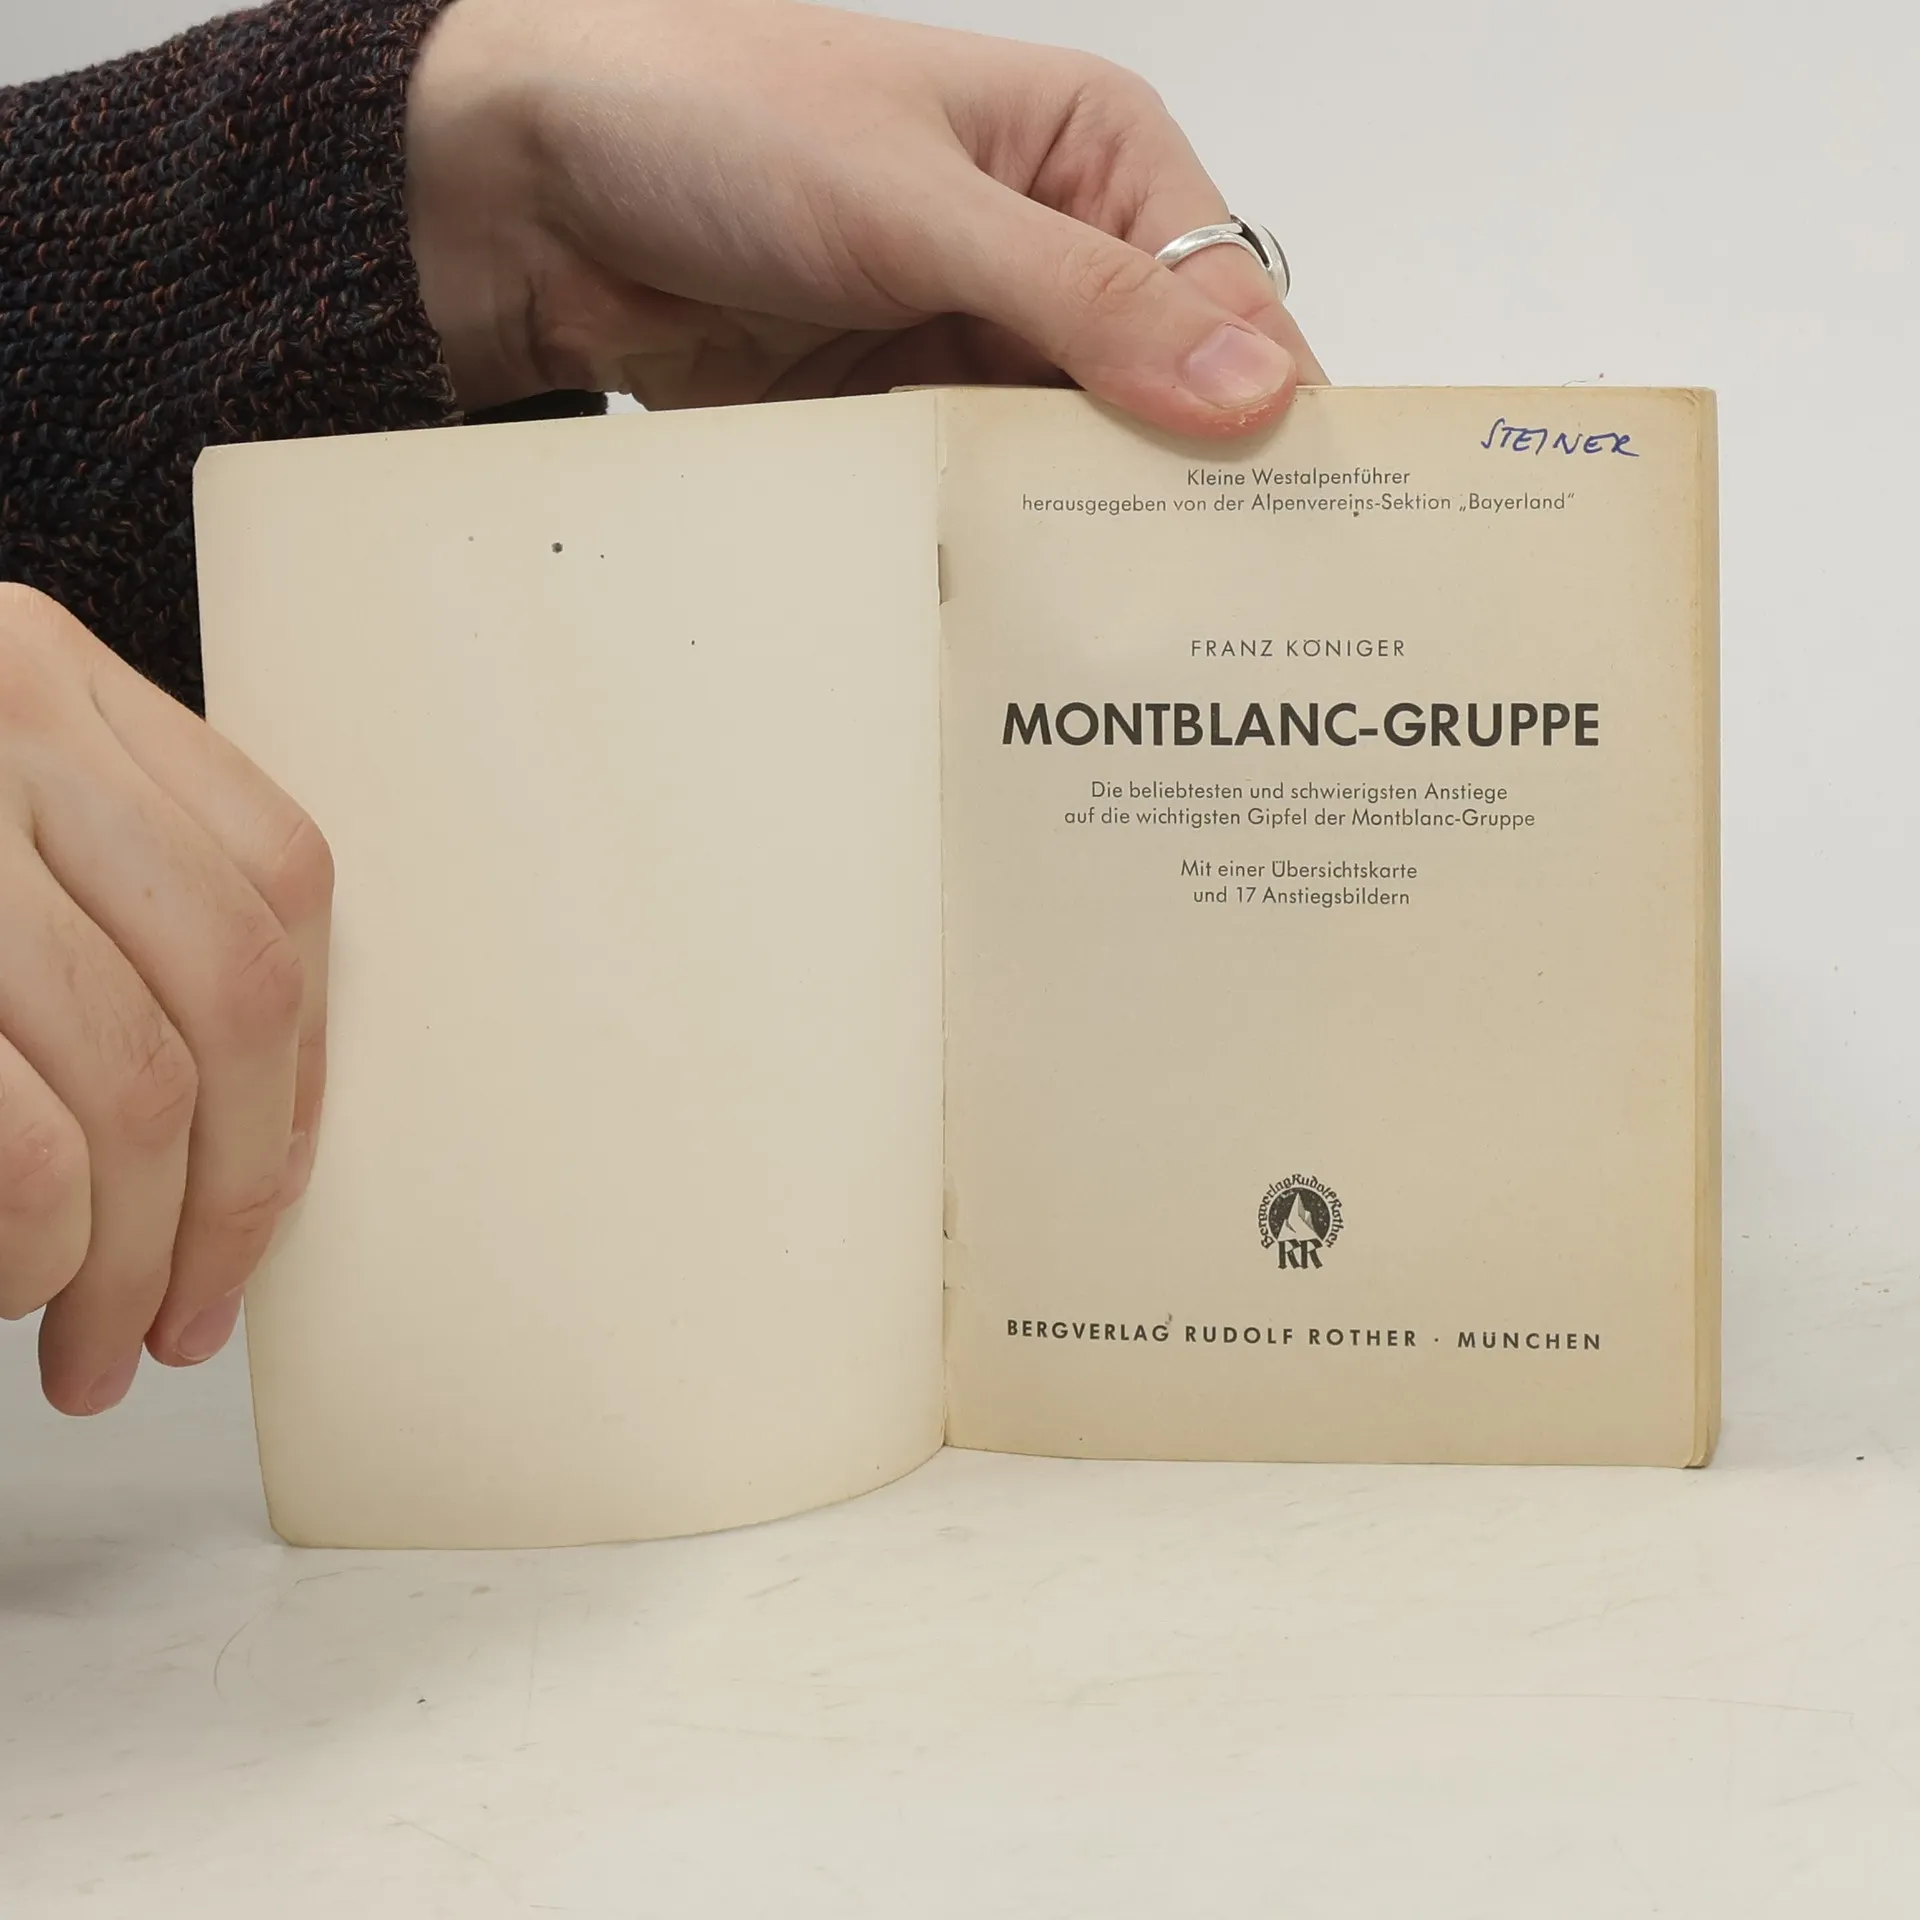 STEINER
Kleine Westalpenführer
herausgegeben von der Alpenvereins-Sektion „Bayerland“
FRANZ KÖNIGER
MONTBLANC-GRUPPE
Die beliebtesten und schwierigsten Anstiege
auf die wichtigsten Gipfel der Montblanc-Gruppe
Mit einer Übersichtskarte
und 17 Anstiegsbildern
Bergverlag Rudolf Rother
RR
BERGVERLAG RUDOLF ROTHER · MÜNCHEN